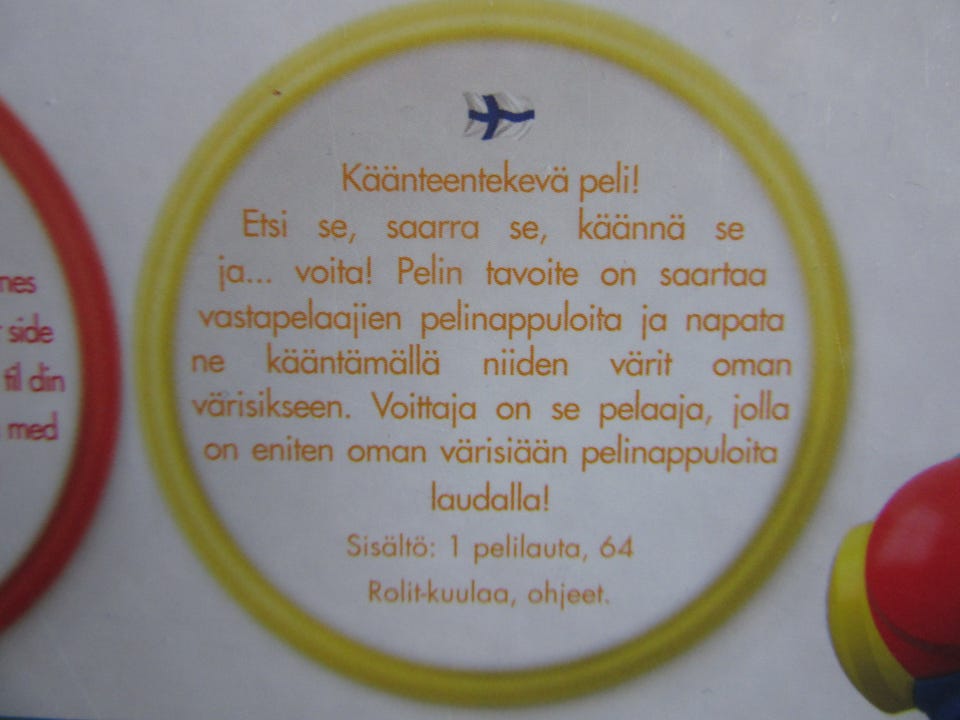 nes
side
til din
med
Käänteentekevä peli!
Etsi se, saarra se, käännä se
ja... voita! Pelin tavoite on saartaa
vastapelaajien pelinappuloita ja napata
ne kääntämällä niiden värit oman
värisikseen. Voittaja on se pelaaja, jolla
on eniten oman värisiään pelinappuloita
laudalla!
Sisältö: 1 pelilauta, 64
Rolit-kuulaa, ohjeet.